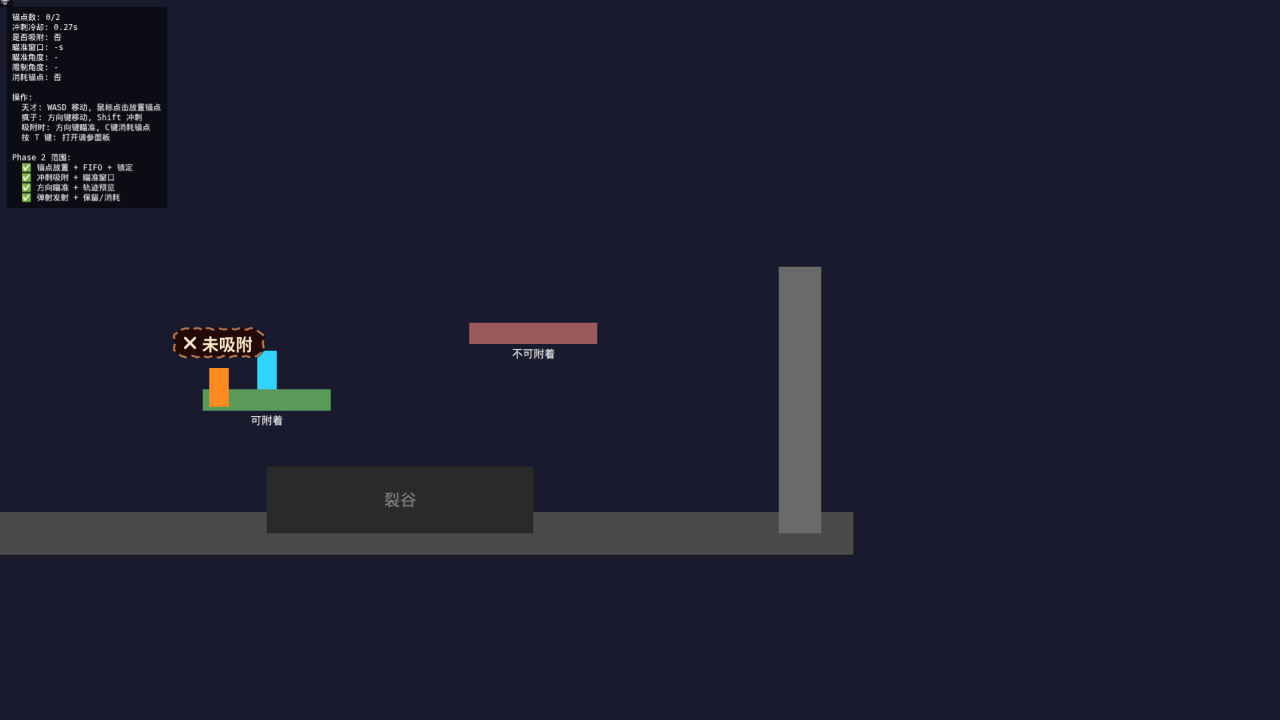 锚点数: 0/2
冲刺冷却: 0.27s
是否吸附: 否
瞄准窗口: -s
瞄准角度: -
限制角度: -
消耗锚点: 否
操作:
天才: WASD 移动, 鼠标点击放置锚点
疯子: 方向键移动, Shift 冲刺
吸附时: 方向键瞄准, C键消耗锚点
按 T 键: 打开调参面板
Phase 2 范围:
✅ 锚点放置 + FIFO + 锁定
✅ 冲刺吸附 + 瞄准窗口
✅ 方向瞄准 + 轨迹预览
✅ 弹射发射 + 保留/消耗
✕ 未吸附
不可附着
可附着
裂谷